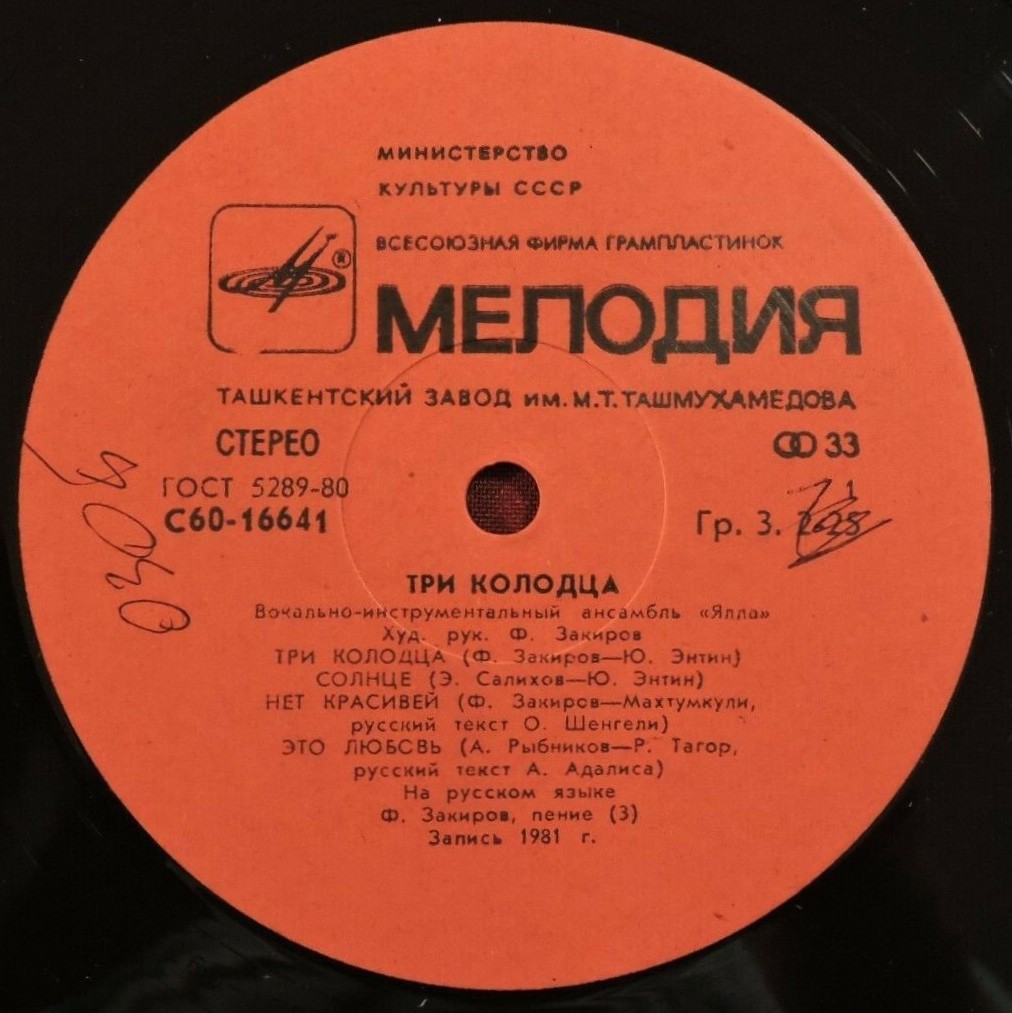 МИНИСТЕРСТВО
КУЛЬТУРЫ СССР
ВСЕСОЮЗНАЯ ФИРМА ГРАМПЛАСТИНОК
®
МЕЛОДИЯ
ТАШКЕНТСКИЙ ЗАВОД ИМ. М.Т. ТАШМУХАМЕДОВА
СТЕРЕО 33
ГОСТ 5289-80
С60-16641 Гр. 3.
ТРИ КОЛОДЦА
Вокально-инструментальный ансамбль «Ялла»
Худ. рук. Ф. Закиров
ТРИ КОЛОДЦА (Ф. Закиров—Ю. Энтин)
СОЛНЦЕ (Э. Салихов—Ю. Энтин)
НЕТ КРАСИВЕЙ (Ф. Закиров—Махтумкули,
русский текст О. Шенгели)
ЭТО ЛЮБСВЬ (А. Рыбников—Р. Тагор,
русский текст А. Адалиса)
На русском языке
Ф. Закиров, пение (3)
Запись 1981 г.